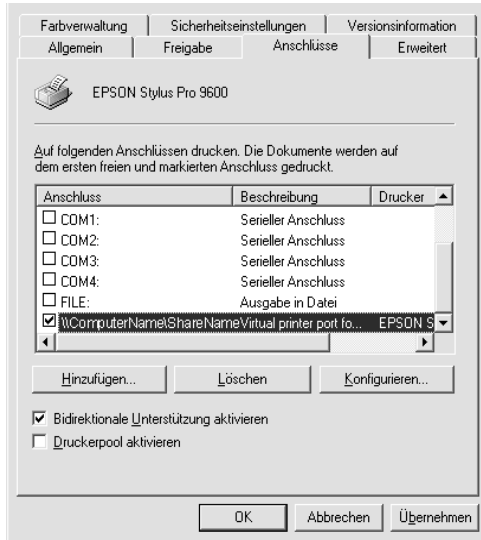 Farbverwaltung Sicherheitseinstellungen Versionsinformation
Allgemein Freigabe Anschlüsse Erweitert
EPSON Stylus Pro 9600
Auf folgenden Anschlüssen drucken. Die Dokumente werden auf
dem ersten freien und markierten Anschluss gedruckt.
Anschluss Beschreibung Drucker
COM1: Serieller Anschluss
COM2: Serieller Anschluss
COM3: Serieller Anschluss
COM4: Serieller Anschluss
FILE: Ausgabe in Datei
\\ComputerName\ShareName Virtual printer port fo... EPSON S
Hinzufügen... Löschen Konfigurieren...
Bidirektionale Unterstützung aktivieren
Druckerpool aktivieren
OK Abbrechen Übernehmen